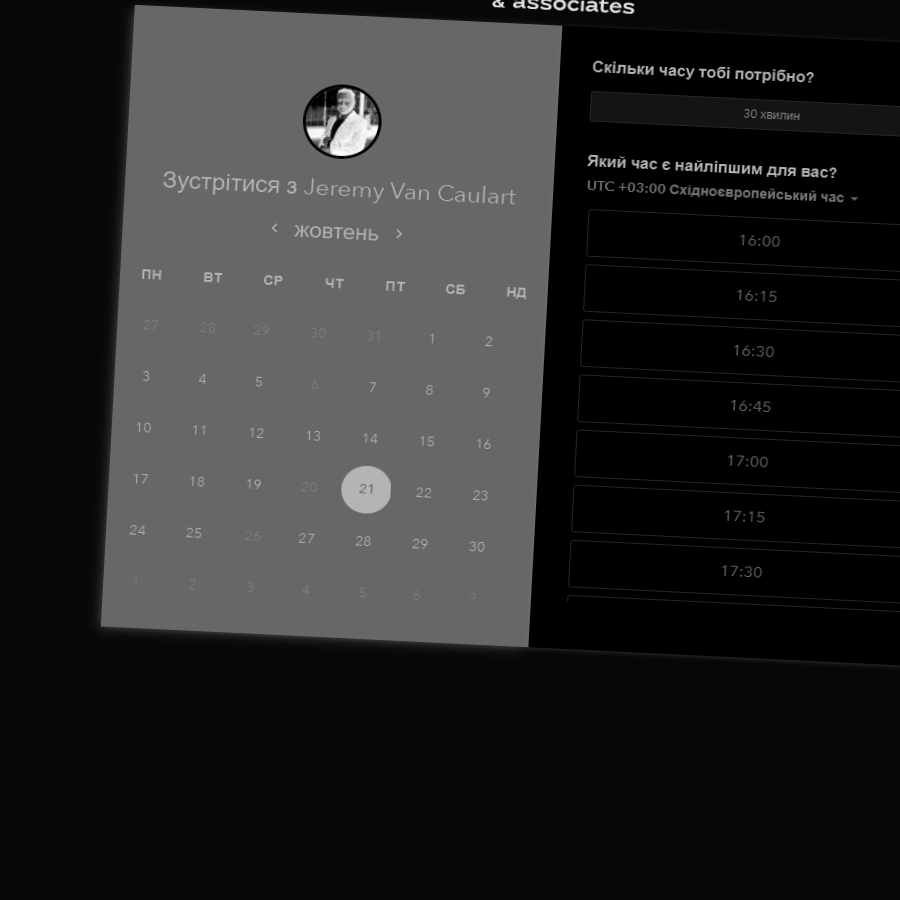 & associates
Зустрітися з Jeremy Van Caulart
жовтень
ПН ВТ СР ЧТ ПТ СБ НД
27 28 29 30 31 1 2
3 4 5 6 7 8 9
10 11 12 13 14 15 16
17 18 19 20 21 22 23
24 25 26 27 28 29 30
1 2 3 4 5 6 7
Скільки часу тобі потрібно?
30 хвилин
Який час є найліпшим для вас?
UTC +03:00 Східноєвропейський час
16:00
16:15
16:30
16:45
17:00
17:15
17:30